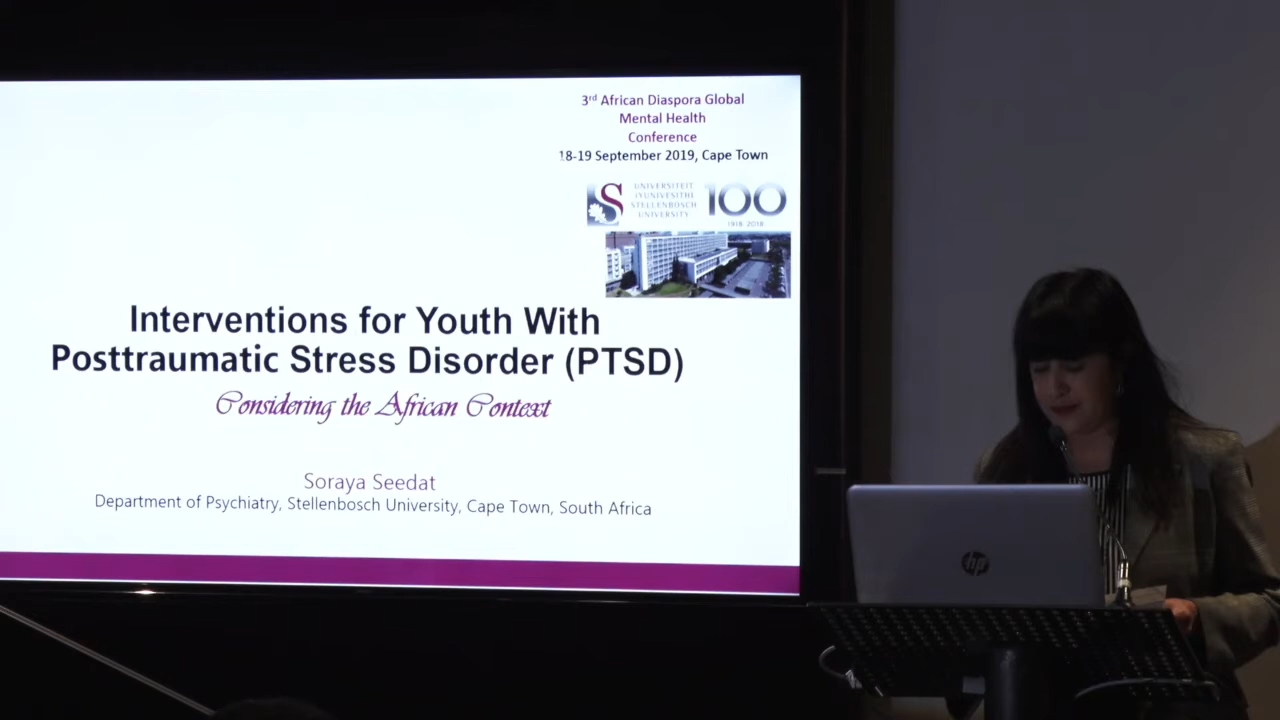 3rd African Diaspora Global
Mental Health
Conference
18-19 September 2019, Cape Town
UNIVERSITEIT
iYUNIVESITHI
STELLENBOSCH
UNIVERSITY
100
1918-2018
Interventions for Youth With
Posttraumatic Stress Disorder (PTSD)
Considering the African Context
Soraya Seedat
Department of Psychiatry, Stellenbosch University, Cape Town, South Africa
hp